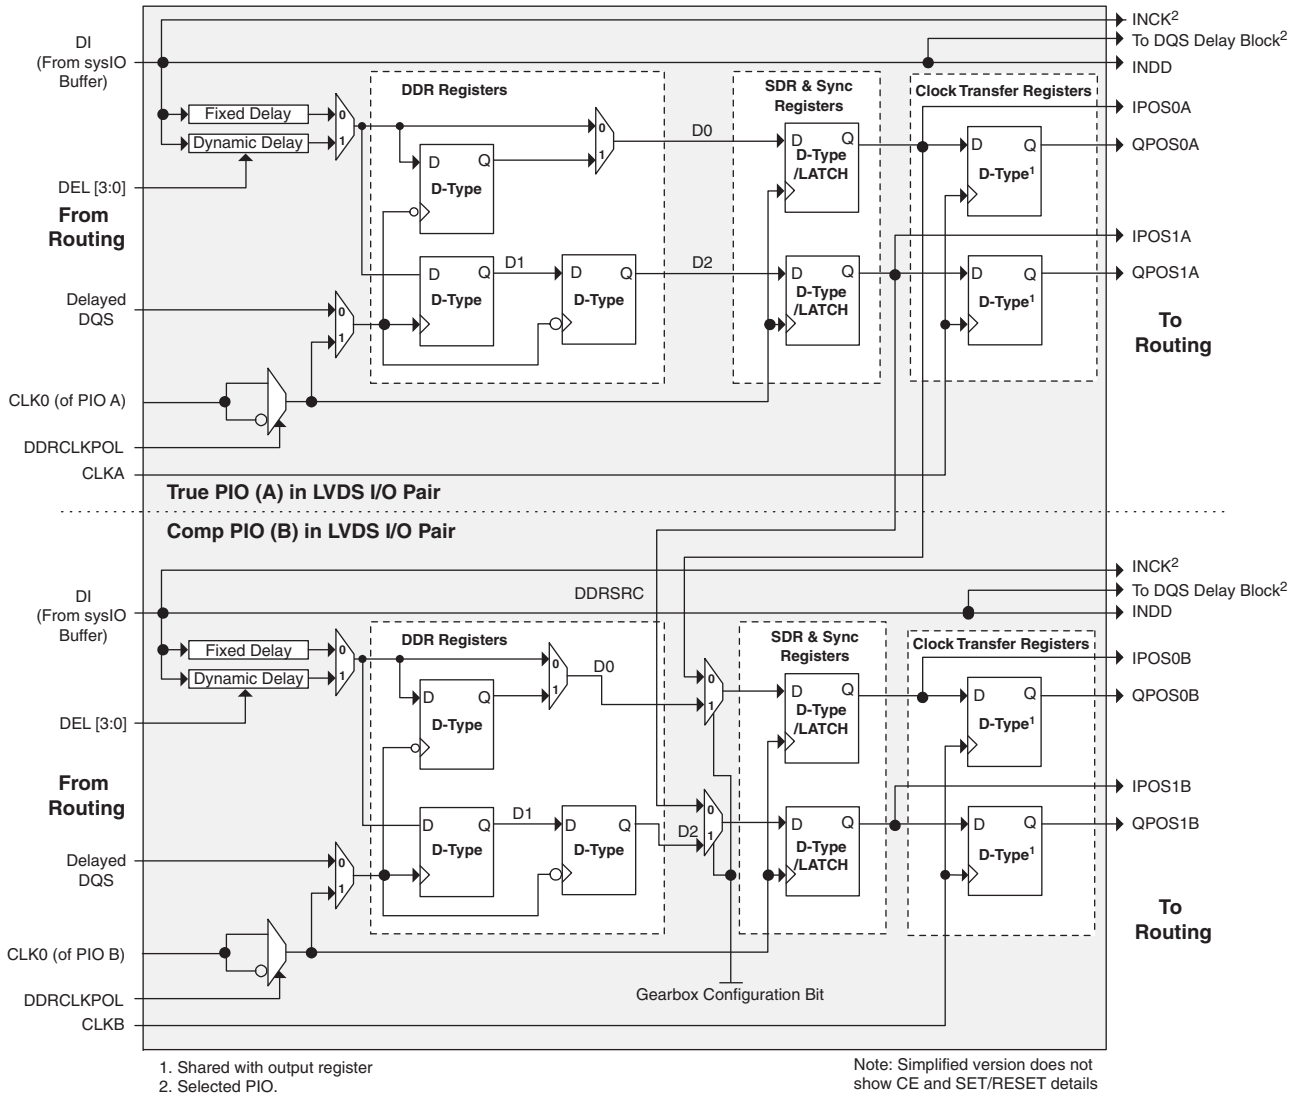 DI
(From sysIO
Buffer)
INCK2
To DQS Delay Block2
INDD
DDR Registers
SDR & Sync
Registers
Clock Transfer Registers
Fixed Delay
0
Dynamic Delay
1
0
1
D0
D Q
D-Type
D Q
D-Type
/LATCH
D Q
D-Type1
IPOS0A
QPOS0A
DEL [3:0]
From
Routing
D Q
D-Type
D1
D Q
D-Type
D2
D Q
D-Type
/LATCH
D Q
D-Type1
IPOS1A
QPOS1A
Delayed
DQS
0
1
To
Routing
CLK0 (of PIO A)
DDRCLKPOL
CLKA
True PIO (A) in LVDS I/O Pair
Comp PIO (B) in LVDS I/O Pair
DI
(From sysIO
Buffer)
DDRSRC
INCK2
To DQS Delay Block2
INDD
DDR Registers
SDR & Sync
Registers
Clock Transfer Registers
Fixed Delay
0
Dynamic Delay
1
0
1
D0
0
1
D Q
D-Type
D Q
D-Type
/LATCH
D Q
D-Type1
IPOS0B
QPOS0B
DEL [3:0]
From
Routing
D Q
D-Type
D1
D Q
D-Type
D2
0
1
D Q
D-Type
/LATCH
D Q
D-Type1
IPOS1B
QPOS1B
Delayed
DQS
0
1
To
Routing
CLK0 (of PIO B)
DDRCLKPOL
CLKB
Gearbox Configuration Bit
1. Shared with output register
2. Selected PIO.
Note: Simplified version does not
show CE and SET/RESET details